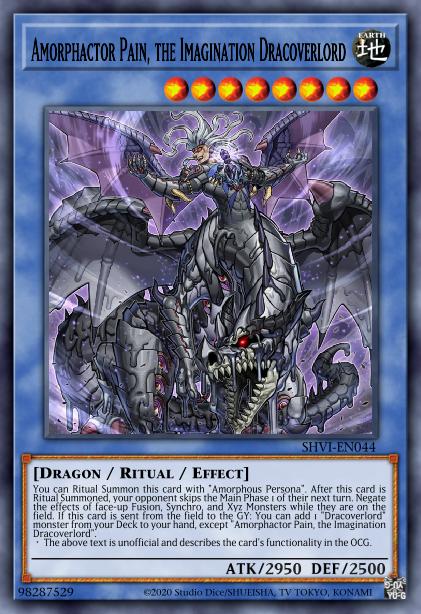 AMORPHACTOR PAIN, THE IMAGINATION DRACOVERLORD
EARTH
地
SHVI-EN044
[DRAGON / RITUAL / EFFECT]
You can Ritual Summon this card with "Amorphous Persona". After this card is
Ritual Summoned, your opponent skips the Main Phase 1 of their next turn. Negate
the effects of face-up Fusion, Synchro, and Xyz Monsters while they are on the
field. If this card is sent from the field to the GY: You can add 1 "Dracoverlord"
monster from your Deck to your hand, except "Amorphactor Pain, the Imagination
Dracoverlord".
· The above text is unofficial and describes the card's functionality in the OCG.
ATK/2950 DEF/2500
98287529
©2020 Studio Dice/SHUEISHA, TV TOKYO, KONAMI